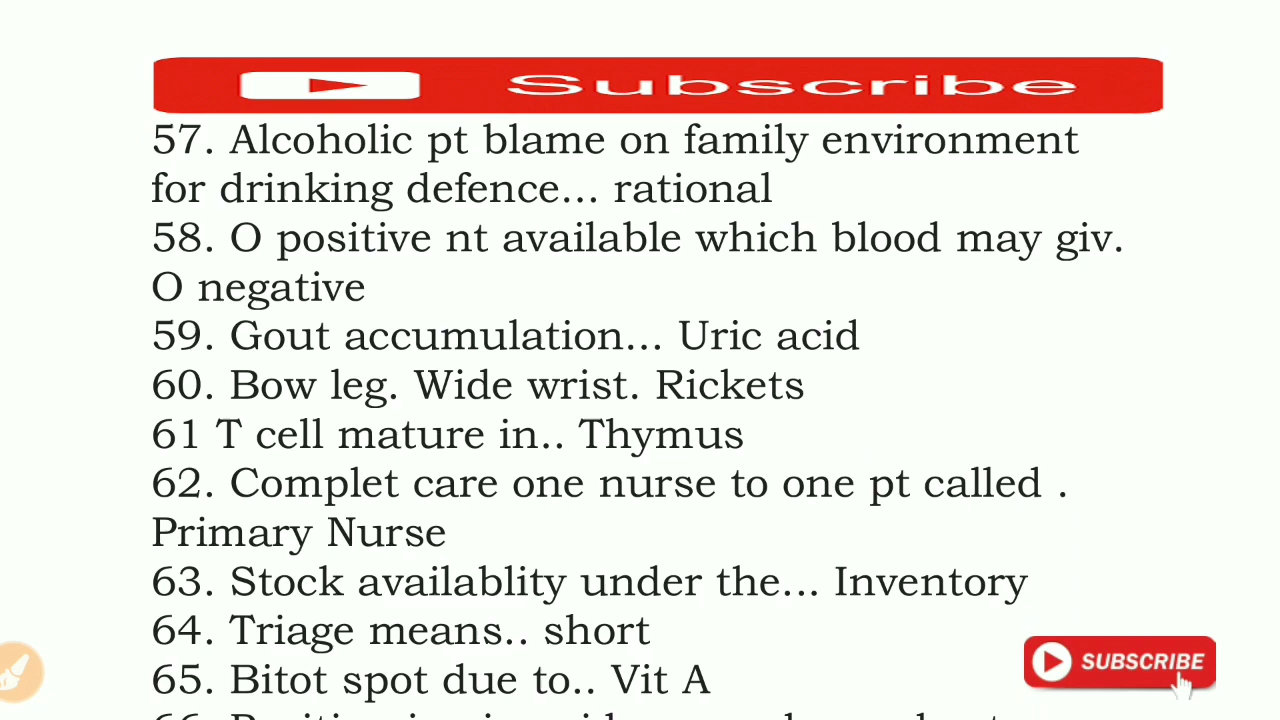 Subscribe
57. Alcoholic pt blame on family environment
for drinking defence... rational
58. O positive nt available which blood may giv.
O negative
59. Gout accumulation... Uric acid
60. Bow leg. Wide wrist. Rickets
61 T cell mature in.. Thymus
62. Complet care one nurse to one pt called .
Primary Nurse
63. Stock availablity under the... Inventory
64. Triage means.. short
65. Bitot spot due to.. Vit A
SUBSCRIBE